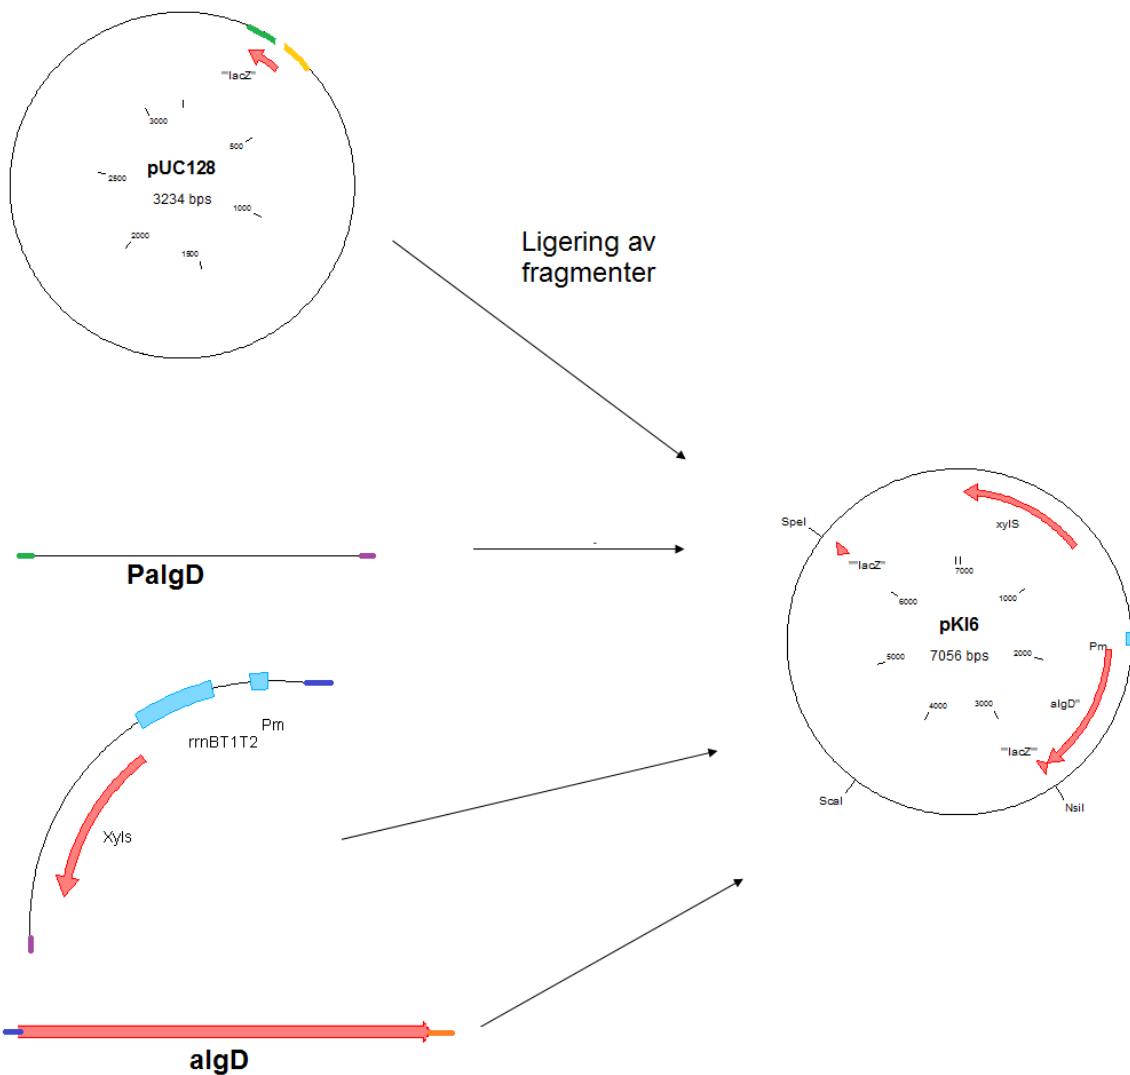 "'lacZ'
3000
500
pUC128
2500
3234 bps
1000
2000
1500
Ligering av
fragmenter
PalgD
SpeI
xylS
""lacZ"
7000
6000
1000
pKI6
Pm
5000
7056 bps
2000
algD"
4000
3000
""lacZ""
ScaI
NsiI
Pm
rrnBT1T2
Xyls
algD